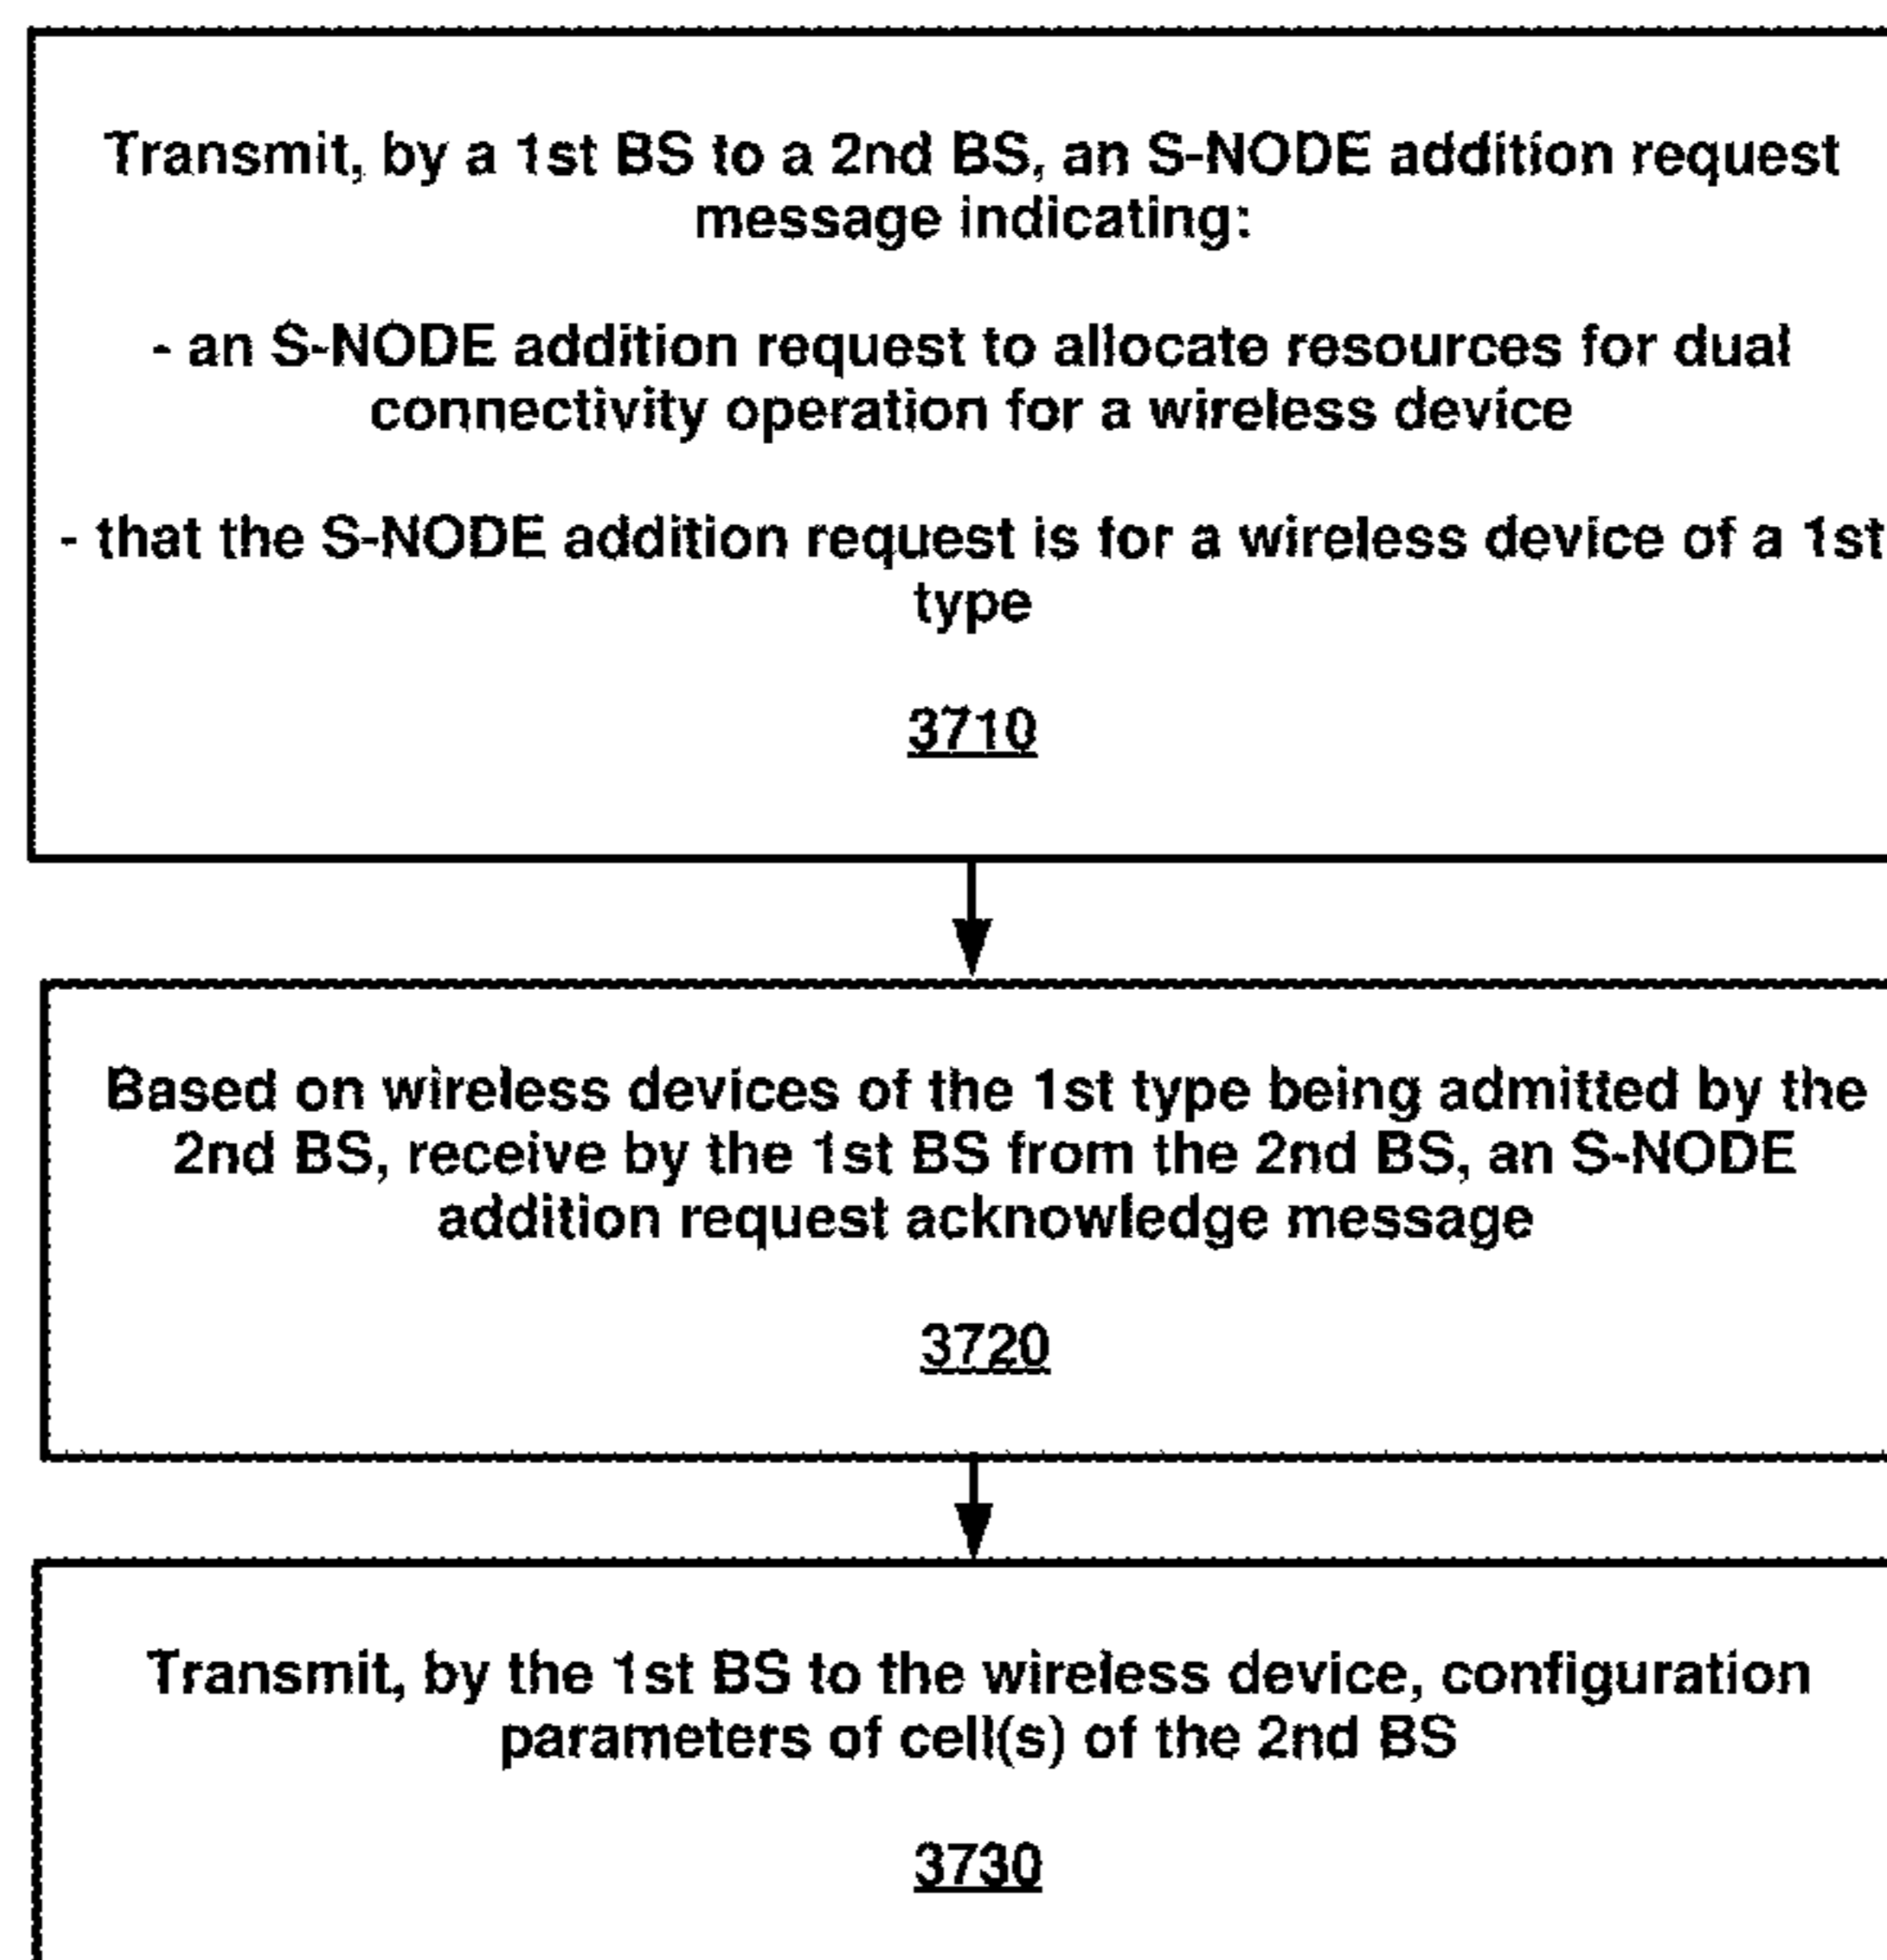 Transmit, by a 1st BS to a 2nd BS, an S-NODE addition request
message indicating:
- an S-NODE addition request to allocate resources for dual
connectivity operation for a wireless device
- that the S-NODE addition request is for a wireless device of a 1st
type
3710
Based on wireless devices of the 1st type being admitted by the
2nd BS, receive by the 1st BS from the 2nd BS, an S-NODE
addition request acknowledge message
3720
Transmit, by the 1st BS to the wireless device, configuration
parameters of cell(s) of the 2nd BS
3730